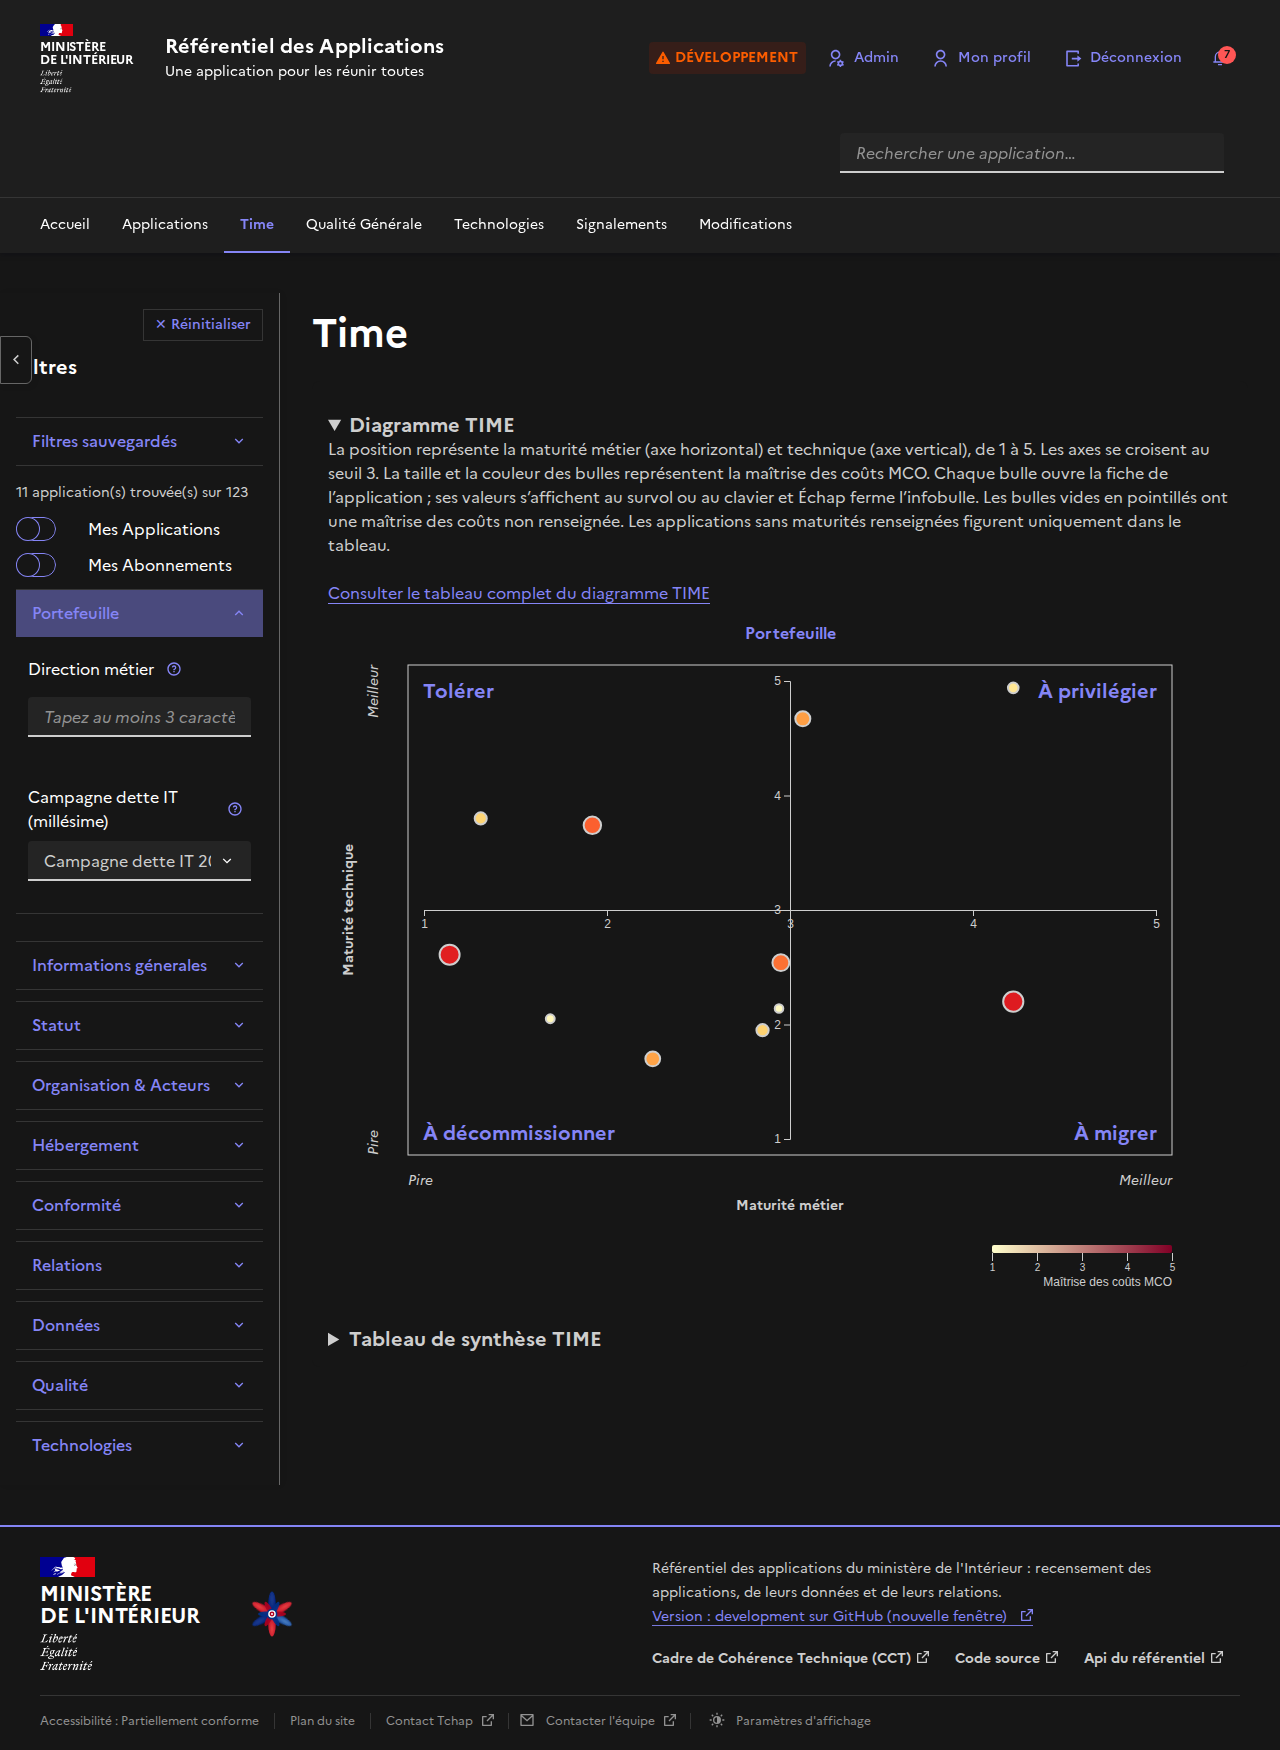 MINISTÈRE
DE L'INTÉRIEUR
Liberté
Égalité
Fraternité
Référentiel des Applications
Une application pour les réunir toutes
DÉVELOPPEMENT
Admin
Mon profil
Déconnexion
7
Rechercher une application…
Accueil
Applications
Time
Qualité Générale
Technologies
Signalements
Modifications
✕ Réinitialiser
ltres
Filtres sauvegardés
11 application(s) trouvée(s) sur 123
Mes Applications
Mes Abonnements
Portefeuille
Direction métier
Tapez au moins 3 caractè
Campagne dette IT
(millésime)
Campagne dette IT 20
Informations génerales
Statut
Organisation & Acteurs
Hébergement
Conformité
Relations
Données
Qualité
Technologies
Time
Diagramme TIME
La position représente la maturité métier (axe horizontal) et technique (axe vertical), de 1 à 5. Les axes se croisent au
seuil 3. La taille et la couleur des bulles représentent la maîtrise des coûts MCO. Chaque bulle ouvre la fiche de
l’application ; ses valeurs s’affichent au survol ou au clavier et Échap ferme l’infobulle. Les bulles vides en pointillés ont
une maîtrise des coûts non renseignée. Les applications sans maturités renseignées figurent uniquement dans le
tableau.
Consulter le tableau complet du diagramme TIME
Portefeuille
Meilleur
Tolérer
5
À privilégier
4
Maturité technique
3
1
2
3
4
5
2
Pire
À décommissionner
1
À migrer
Pire
Meilleur
Maturité métier
1
2
3
4
5
Maîtrise des coûts MCO
Tableau de synthèse TIME
MINISTÈRE
DE L'INTÉRIEUR
Liberté
Égalité
Fraternité
Référentiel des applications du ministère de l'Intérieur : recensement des
applications, de leurs données et de leurs relations.
Version : development sur GitHub (nouvelle fenêtre)
Cadre de Cohérence Technique (CCT)
Code source
Api du référentiel
Accessibilité : Partiellement conforme
Plan du site
Contact Tchap
Contacter l'équipe
Paramètres d'affichage